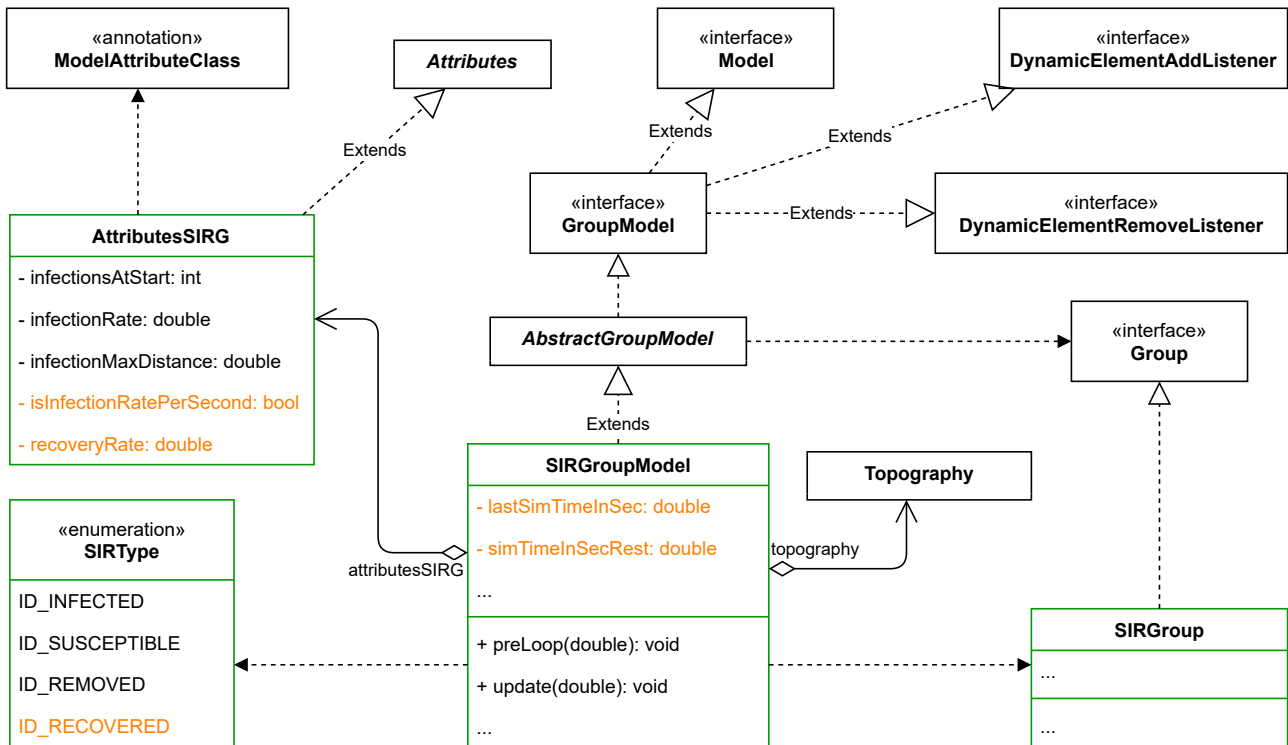 «annotation»
ModelAttributeClass
Attributes
«interface»
Model
«interface»
DynamicElementAddListener
Extends
Extends
Extends
«interface»
GroupModel
Extends
«interface»
DynamicElementRemoveListener
AttributesSIRG
- infectionsAtStart: int
- infectionRate: double
- infectionMaxDistance: double
- isInfectionRatePerSecond: bool
- recoveryRate: double
AbstractGroupModel
«interface»
Group
Extends
SIRGroupModel
- lastSimTimeInSec: double
- simTimeInSecRest: double
...
+ preLoop(double): void
+ update(double): void
...
attributesSIRG
topography
Topography
«enumeration»
SIRType
ID_INFECTED
ID_SUSCEPTIBLE
ID_REMOVED
ID_RECOVERED
SIRGroup
...
...